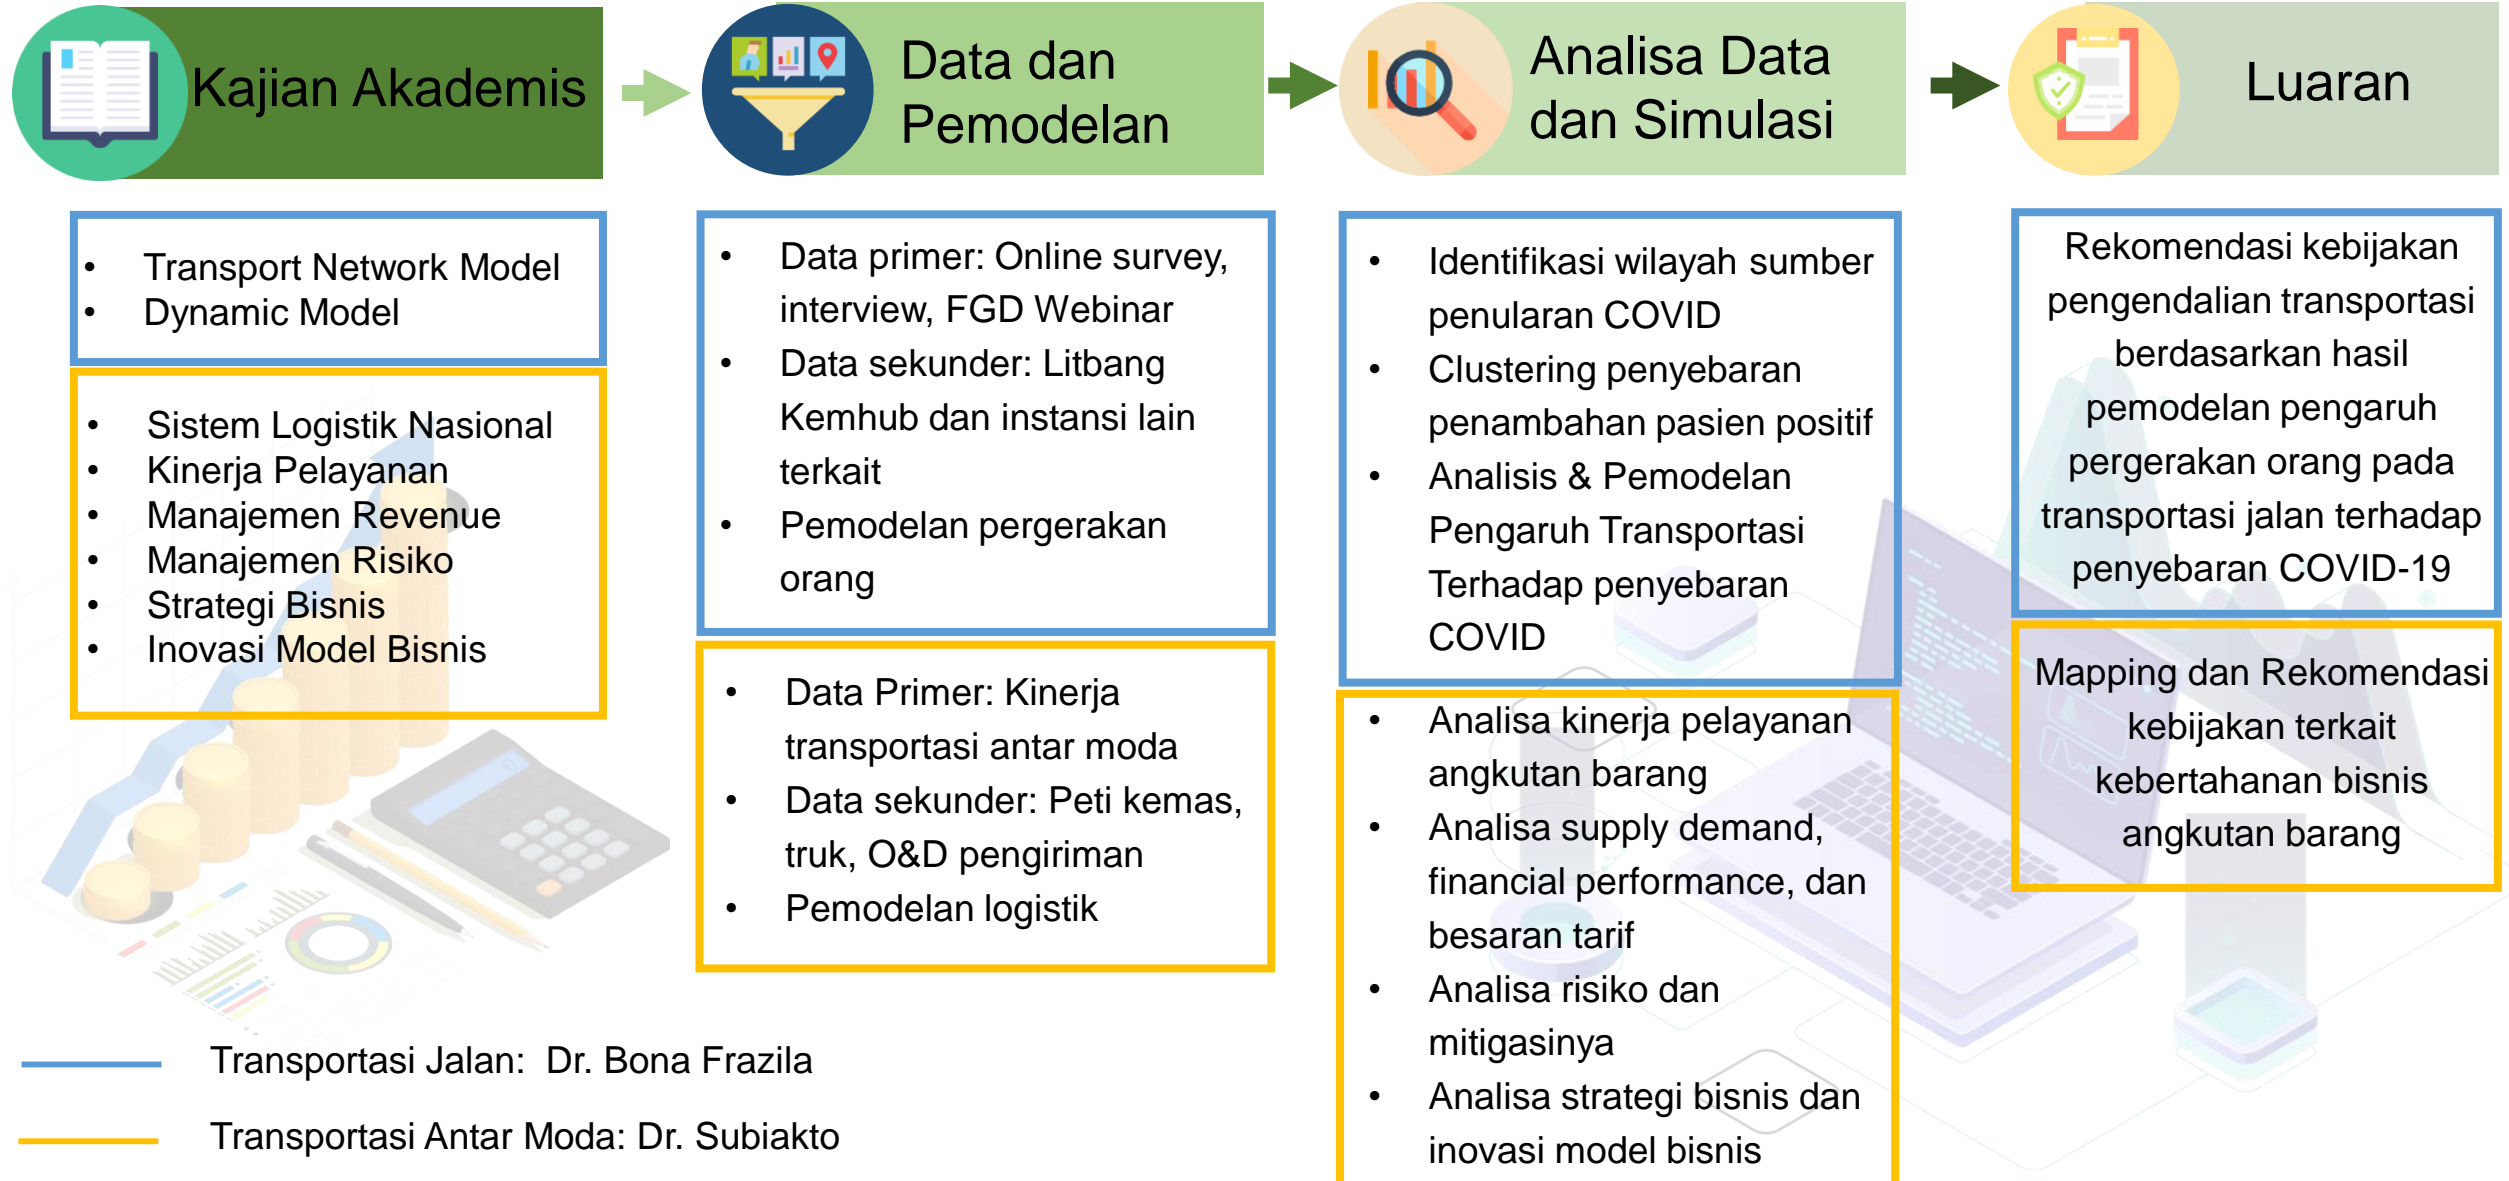 Kajian Akademis
Data dan
Pemodelan
Analisa Data
dan Simulasi
Luaran
• Transport Network Model
• Dynamic Model
• Sistem Logistik Nasional
• Kinerja Pelayanan
• Manajemen Revenue
• Manajemen Risiko
• Strategi Bisnis
• Inovasi Model Bisnis
• Data primer: Online survey,
interview, FGD Webinar
• Data sekunder: Litbang
Kemhub dan instansi lain
terkait
• Pemodelan pergerakan
orang
• Data Primer: Kinerja
transportasi antar moda
• Data sekunder: Peti kemas,
truk, O&D pengiriman
• Pemodelan logistik
• Identifikasi wilayah sumber
penularan COVID
• Clustering penyebaran
penambahan pasien positif
• Analisis & Pemodelan
Pengaruh Transportasi
Terhadap penyebaran
COVID
• Analisa kinerja pelayanan
angkutan barang
• Analisa supply demand,
financial performance, dan
besaran tarif
• Analisa risiko dan
mitigasinya
• Analisa strategi bisnis dan
inovasi model bisnis
Rekomendasi kebijakan
pengendalian transportasi
berdasarkan hasil
pemodelan pengaruh
pergerakan orang pada
transportasi jalan terhadap
penyebaran COVID-19
Mapping dan Rekomendasi
kebijakan terkait
kebertahanan bisnis
angkutan barang
Transportasi Jalan: Dr. Bona Frazila
Transportasi Antar Moda: Dr. Subiakto